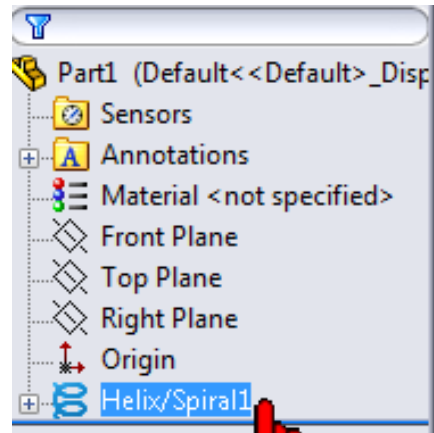 Part1 (Default<<Default>_Disp
Sensors
A Annotations
Material <not specified>
Front Plane
Top Plane
Right Plane
Origin
Helix/Spiral1